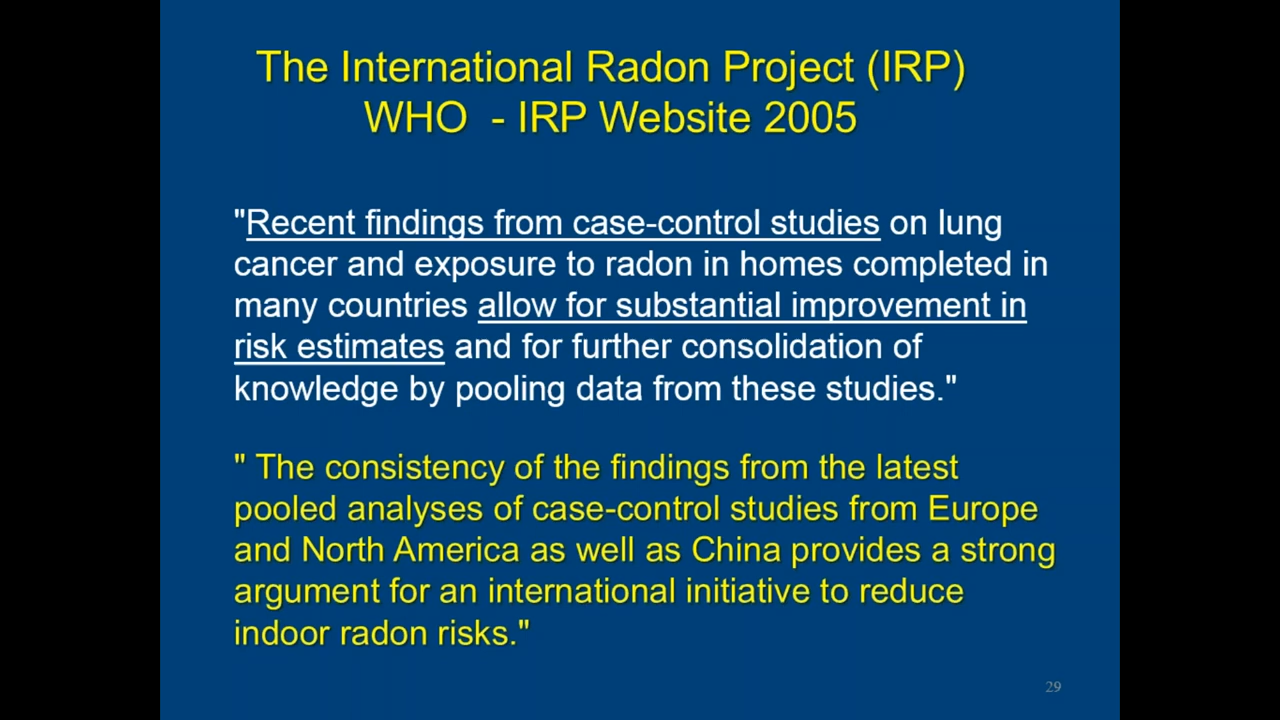 The International Radon Project (IRP)
WHO - IRP Website 2005
"Recent findings from case-control studies on lung
cancer and exposure to radon in homes completed in
many countries allow for substantial improvement in
risk estimates and for further consolidation of
knowledge by pooling data from these studies."
" The consistency of the findings from the latest
pooled analyses of case-control studies from Europe
and North America as well as China provides a strong
argument for an international initiative to reduce
indoor radon risks."
29